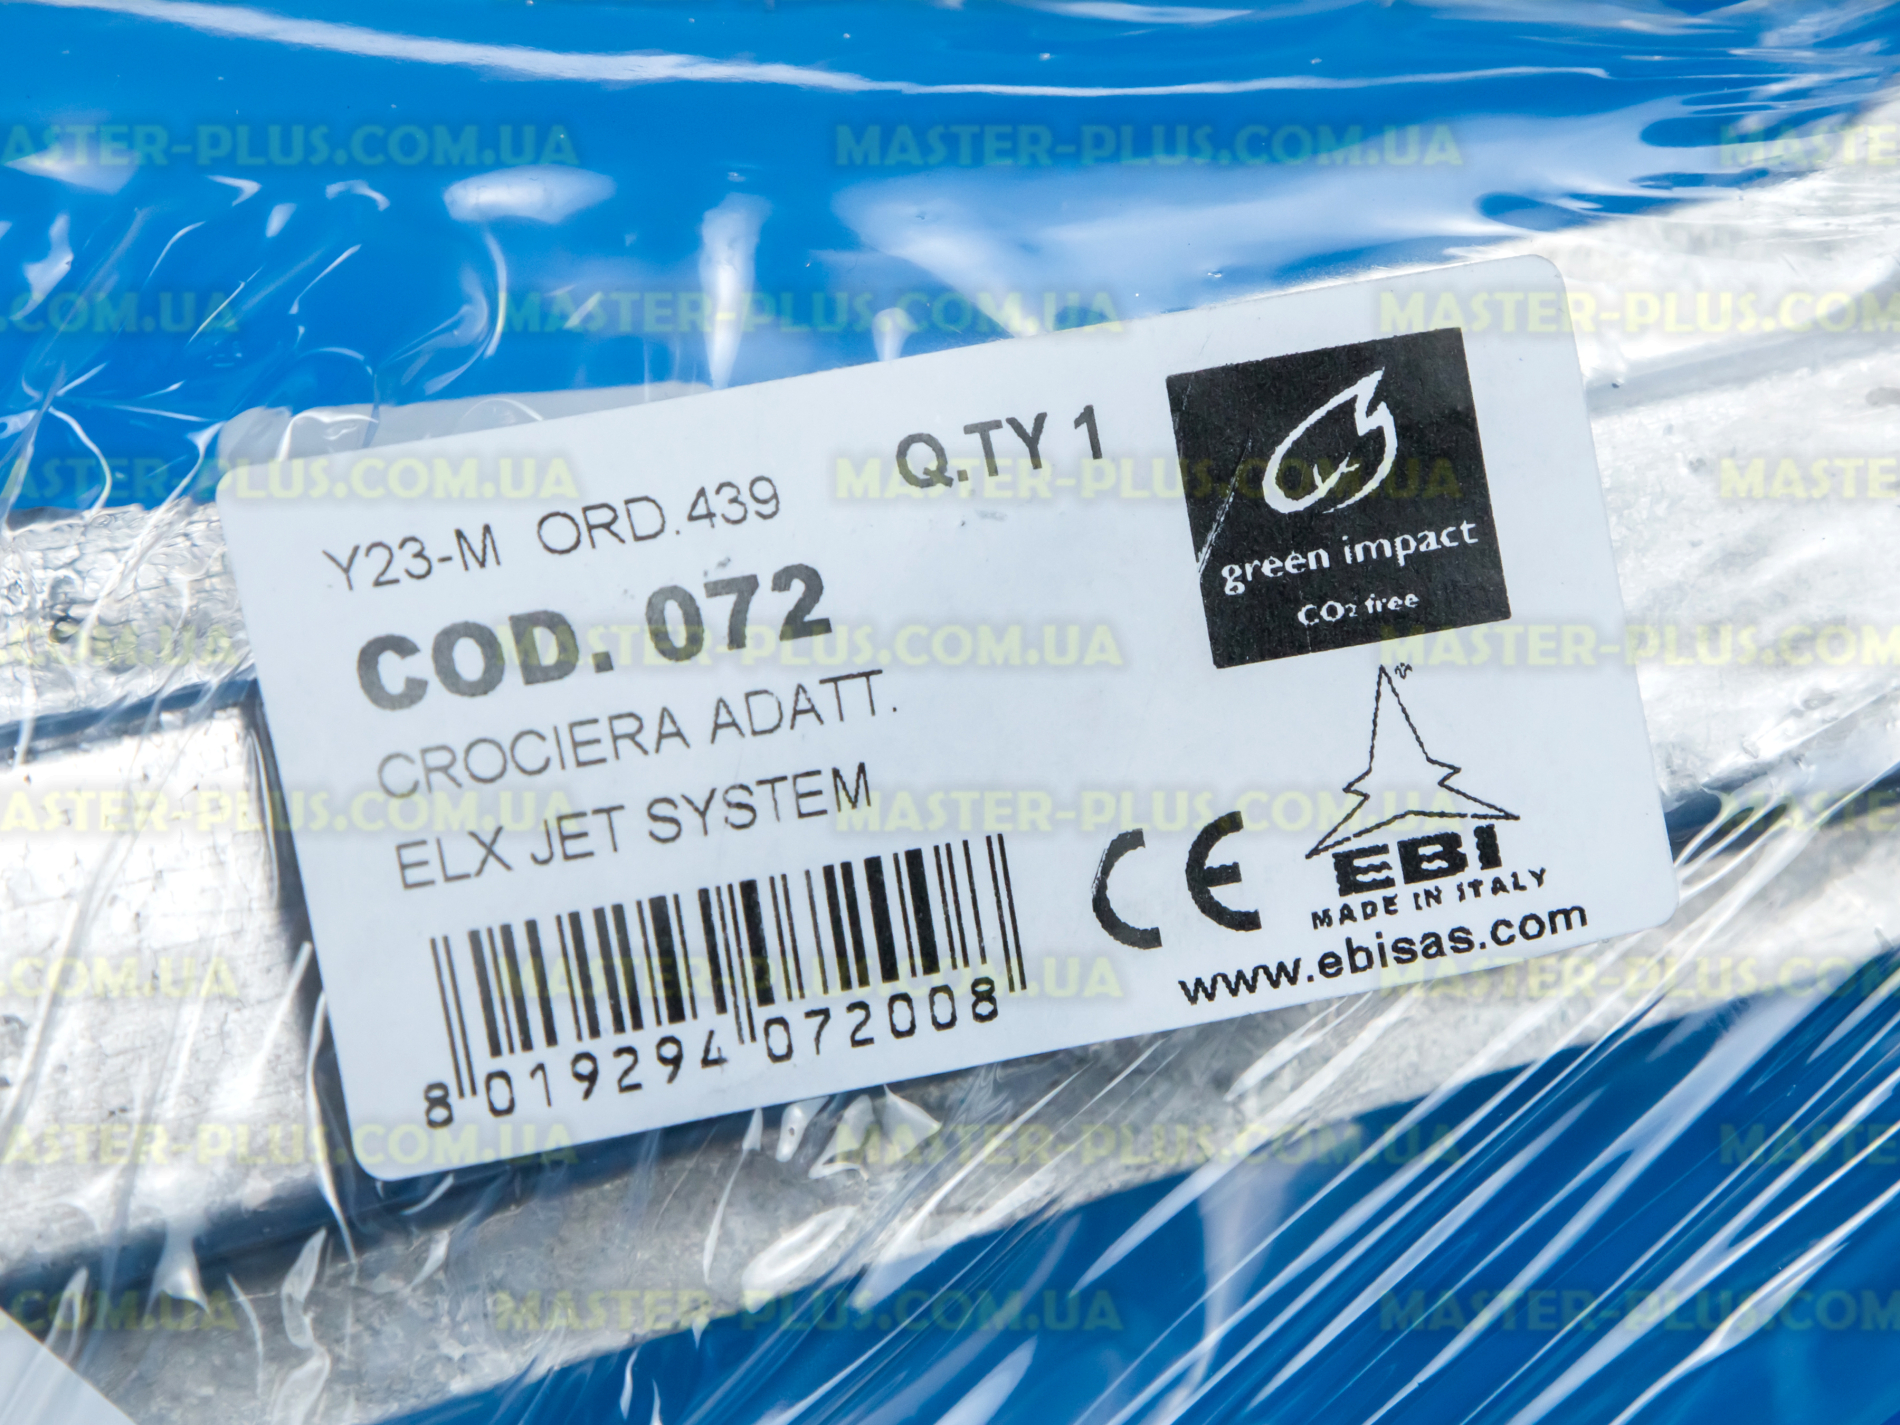 Y23-M ORD.439 Q.TY 1
COD. 072
CROCIERA ADATT.
ELX JET SYSTEM
8 019294 072008
green impact
CO2 free
CE
EBI
MADE IN ITALY
www.ebisas.com
MASTER-PLUS.COM.UA